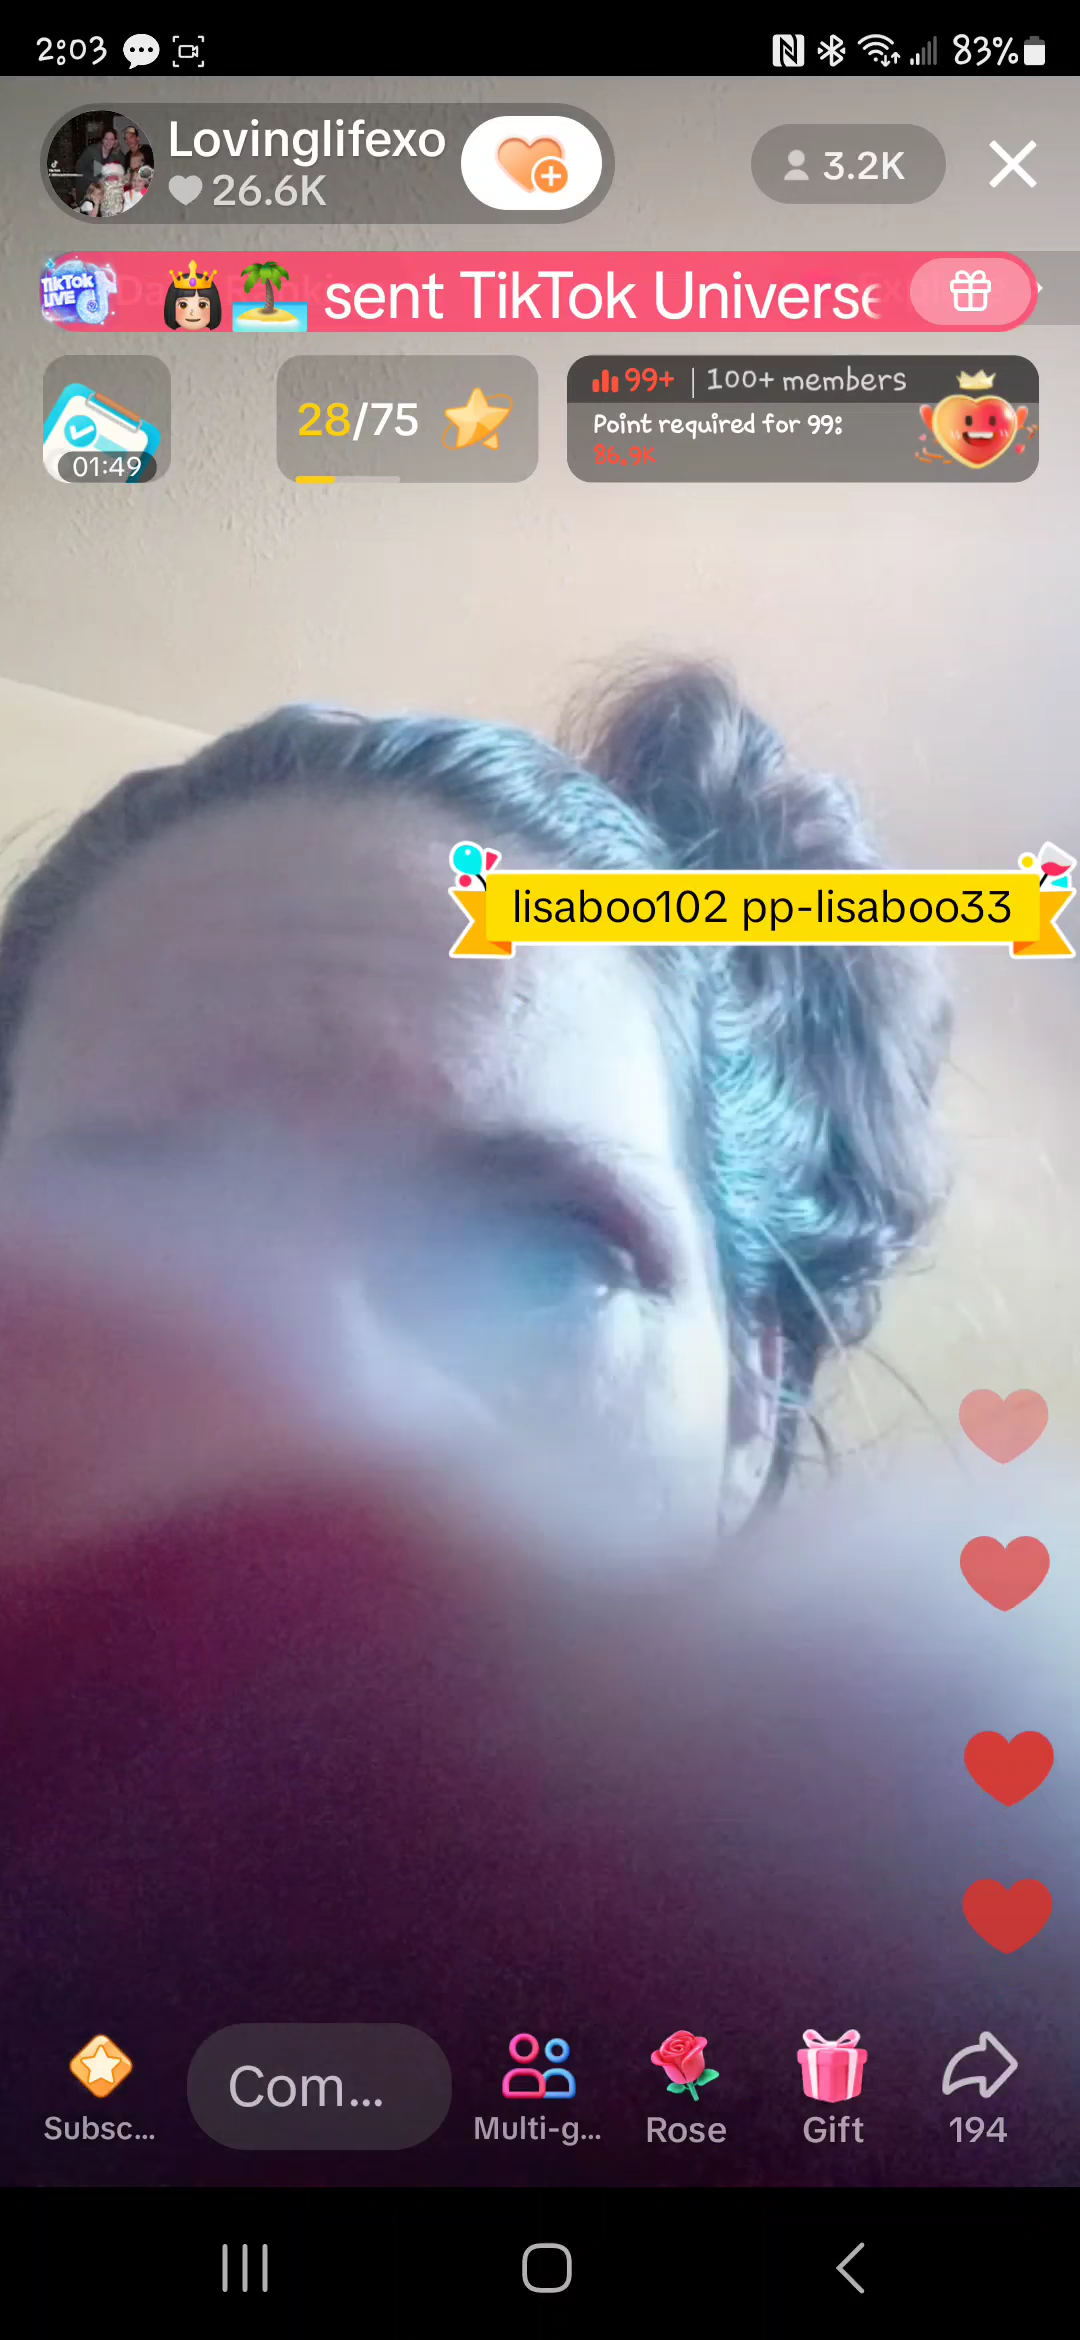 2:03
83%
Lovinglifexo
26.6K
3.2K
TikTok
LIVE
sent TikTok Universe
28/75
99+ | 100+ members
Point required for 99:
86.9K
01:49
lisaboo102 pp-lisaboo33
Subsc...
Com...
Multi-g...
Rose
Gift
194